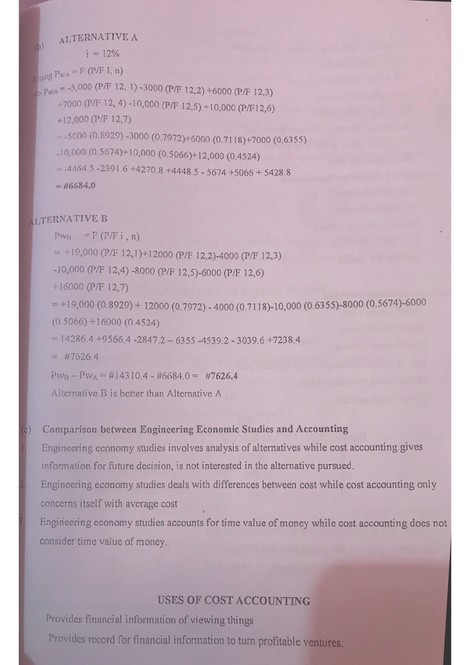 (b) ALTERNATIVE A
i = 12%
Using PwA = F (P/F I, n)
=> PwA = -5,000 (P/F 12, 1) -3000 (P/F 12,2) +6000 (P/F 12,3)
+7000 (P/F 12, 4) -10,000 (P/F 12,5) +10,000 (P/F12,6)
+12,000 (P/F 12,7)
= -5000 (0.8929) -3000 (0.7972)+6000 (0.7118)+7000 (0.6355)
-10,000 (0.5674)+10,000 (0.5066)+12,000 (0.4524)
= -4464.5 -2391.6 +4270.8 +4448.5 - 5674 +5066 + 5428.8
= #6684.0
ALTERNATIVE B
PwB = F (P/F i , n)
= +19,000 (P/F 12,1)+12000 (P/F 12,2)-4000 (P/F 12,3)
-10,000 (P/F 12,4) -8000 (P/F 12,5)-6000 (P/F 12,6)
+16000 (P/F 12,7)
= +19,000 (0.8929) + 12000 (0.7972) - 4000 (0.7118)-10,000 (0.6355)-8000 (0.5674)-6000
(0.5066) +16000 (0.4524)
= 14286.4 +9566.4 -2847.2 – 6355 -4539.2 - 3039.6 +7238.4
= #7626.4
PwB – PwA = #14310.4 - #6684.0 = #7626.4
Alternative B is better than Alternative A
(c) Comparison between Engineering Economic Studies and Accounting
1 Engineering economy studies involves analysis of alternatives while cost accounting gives
information for future decision, is not interested in the alternative pursued.
2 Engineering economy studies deals with differences between cost while cost accounting only
concerns itself with average cost
3 Engineering economy studies accounts for time value of money while cost accounting does not
consider time value of money.
USES OF COST ACCOUNTING
Provides financial information of viewing things
Provides record for financial information to turn profitable ventures.